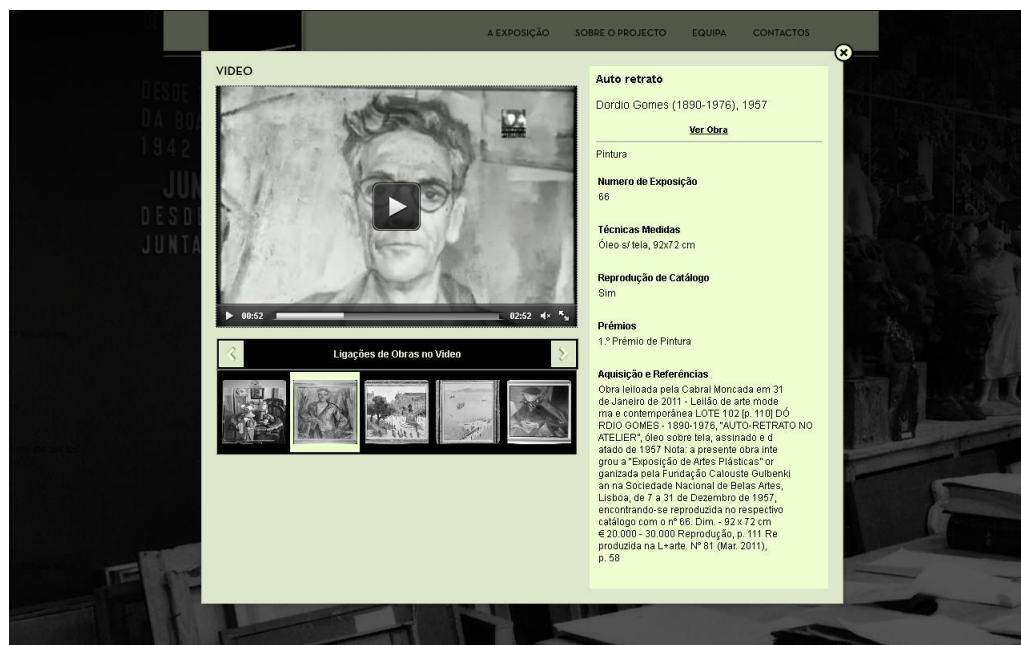 A EXPOSIÇÃO SOBRE O PROJECTO EQUIPA CONTACTOS
DESDE
1942
JUN
DESDE
JUNTA
VIDEO
00:52 02:52
Ligações de Obras no Video
Auto retrato
Dordio Gomes (1890-1976), 1957
Ver Obra
Pintura
Numero de Exposição
66
Técnicas Medidas
Óleo s/ tela, 92x72 cm
Reprodução de Catálogo
Sim
Prémios
1.º Prémio de Pintura
Aquisição e Referências
Obra leiloada pela Cabral Moncada em 31
de Janeiro de 2011 - Leilão de
arte mode
rna e contemporânea LOTE 102 [p. 110] DÓ
RDIO GOMES - 1890-1976, "AUTO-RETRATO NO
ATELIER", óleo sobre tela, assinado e d
atado de 1957 Nota: a presente obra inte
grou a "Exposição de Artes Plásticas" or
ganizada pela Fundação Calouste Gulbenki
an na Sociedade Nacional de Belas Artes,
Lisboa, de 7 a 31 de Dezembro de 1957,
encontrando-se reproduzida no respectivo
catálogo com o nº 66. Dim. - 92 x 72 cm
€ 20.000 - 30.000 Reprodução, p. 111 Re
produzida na L+arte. Nº 81 (Mar. 2011),
p. 58